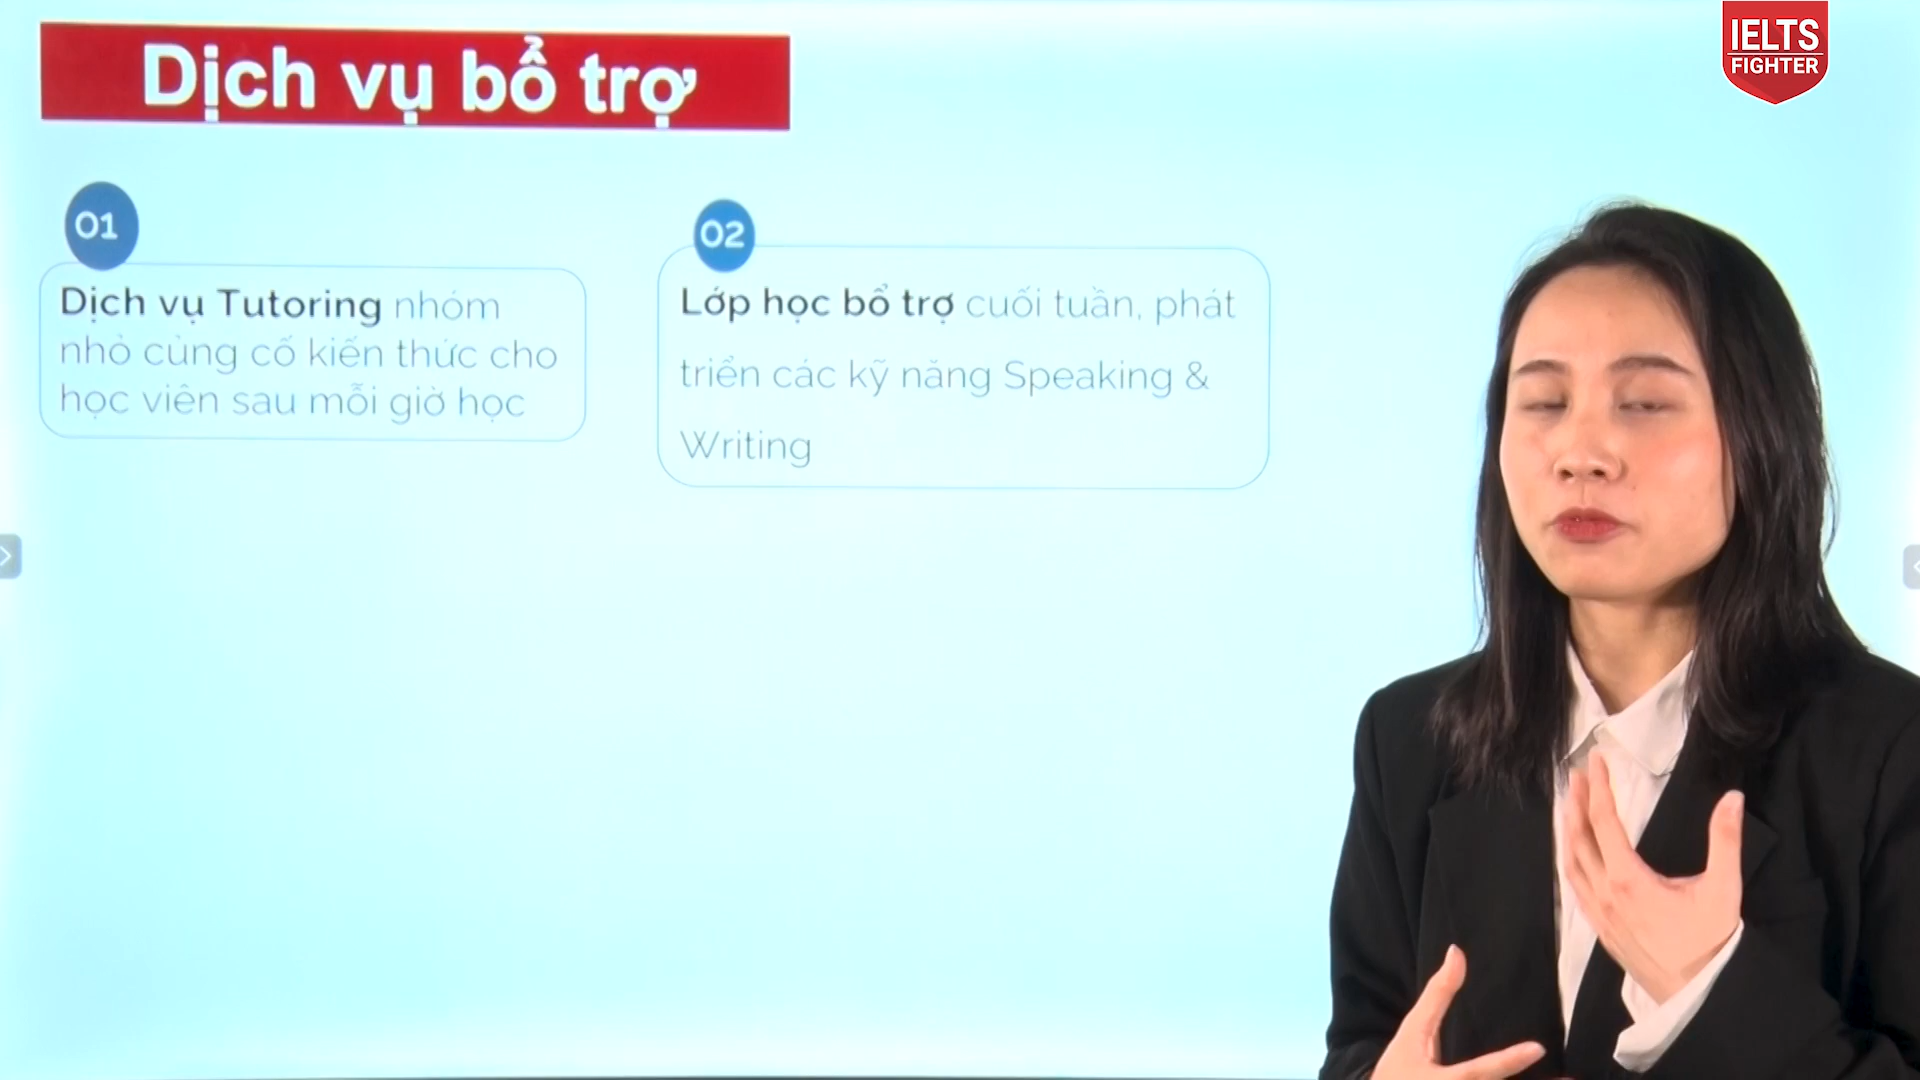 Dịch vụ bổ trợ
IELTS
FIGHTER
01
Dịch vụ Tutoring nhóm
nhỏ củng cố kiến thức cho
học viên sau mỗi giờ học
02
Lớp học bổ trợ cuối tuần, phát
triển các kỹ năng Speaking &
Writing